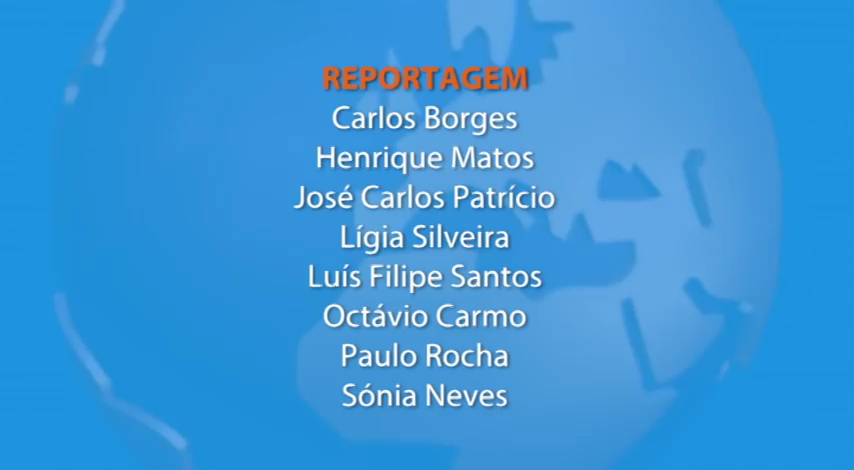 REPORTAGEM
Carlos Borges
Henrique Matos
José Carlos Patrício
Lígia Silveira
Luís Filipe Santos
Octávio Carmo
Paulo Rocha
Sónia Neves